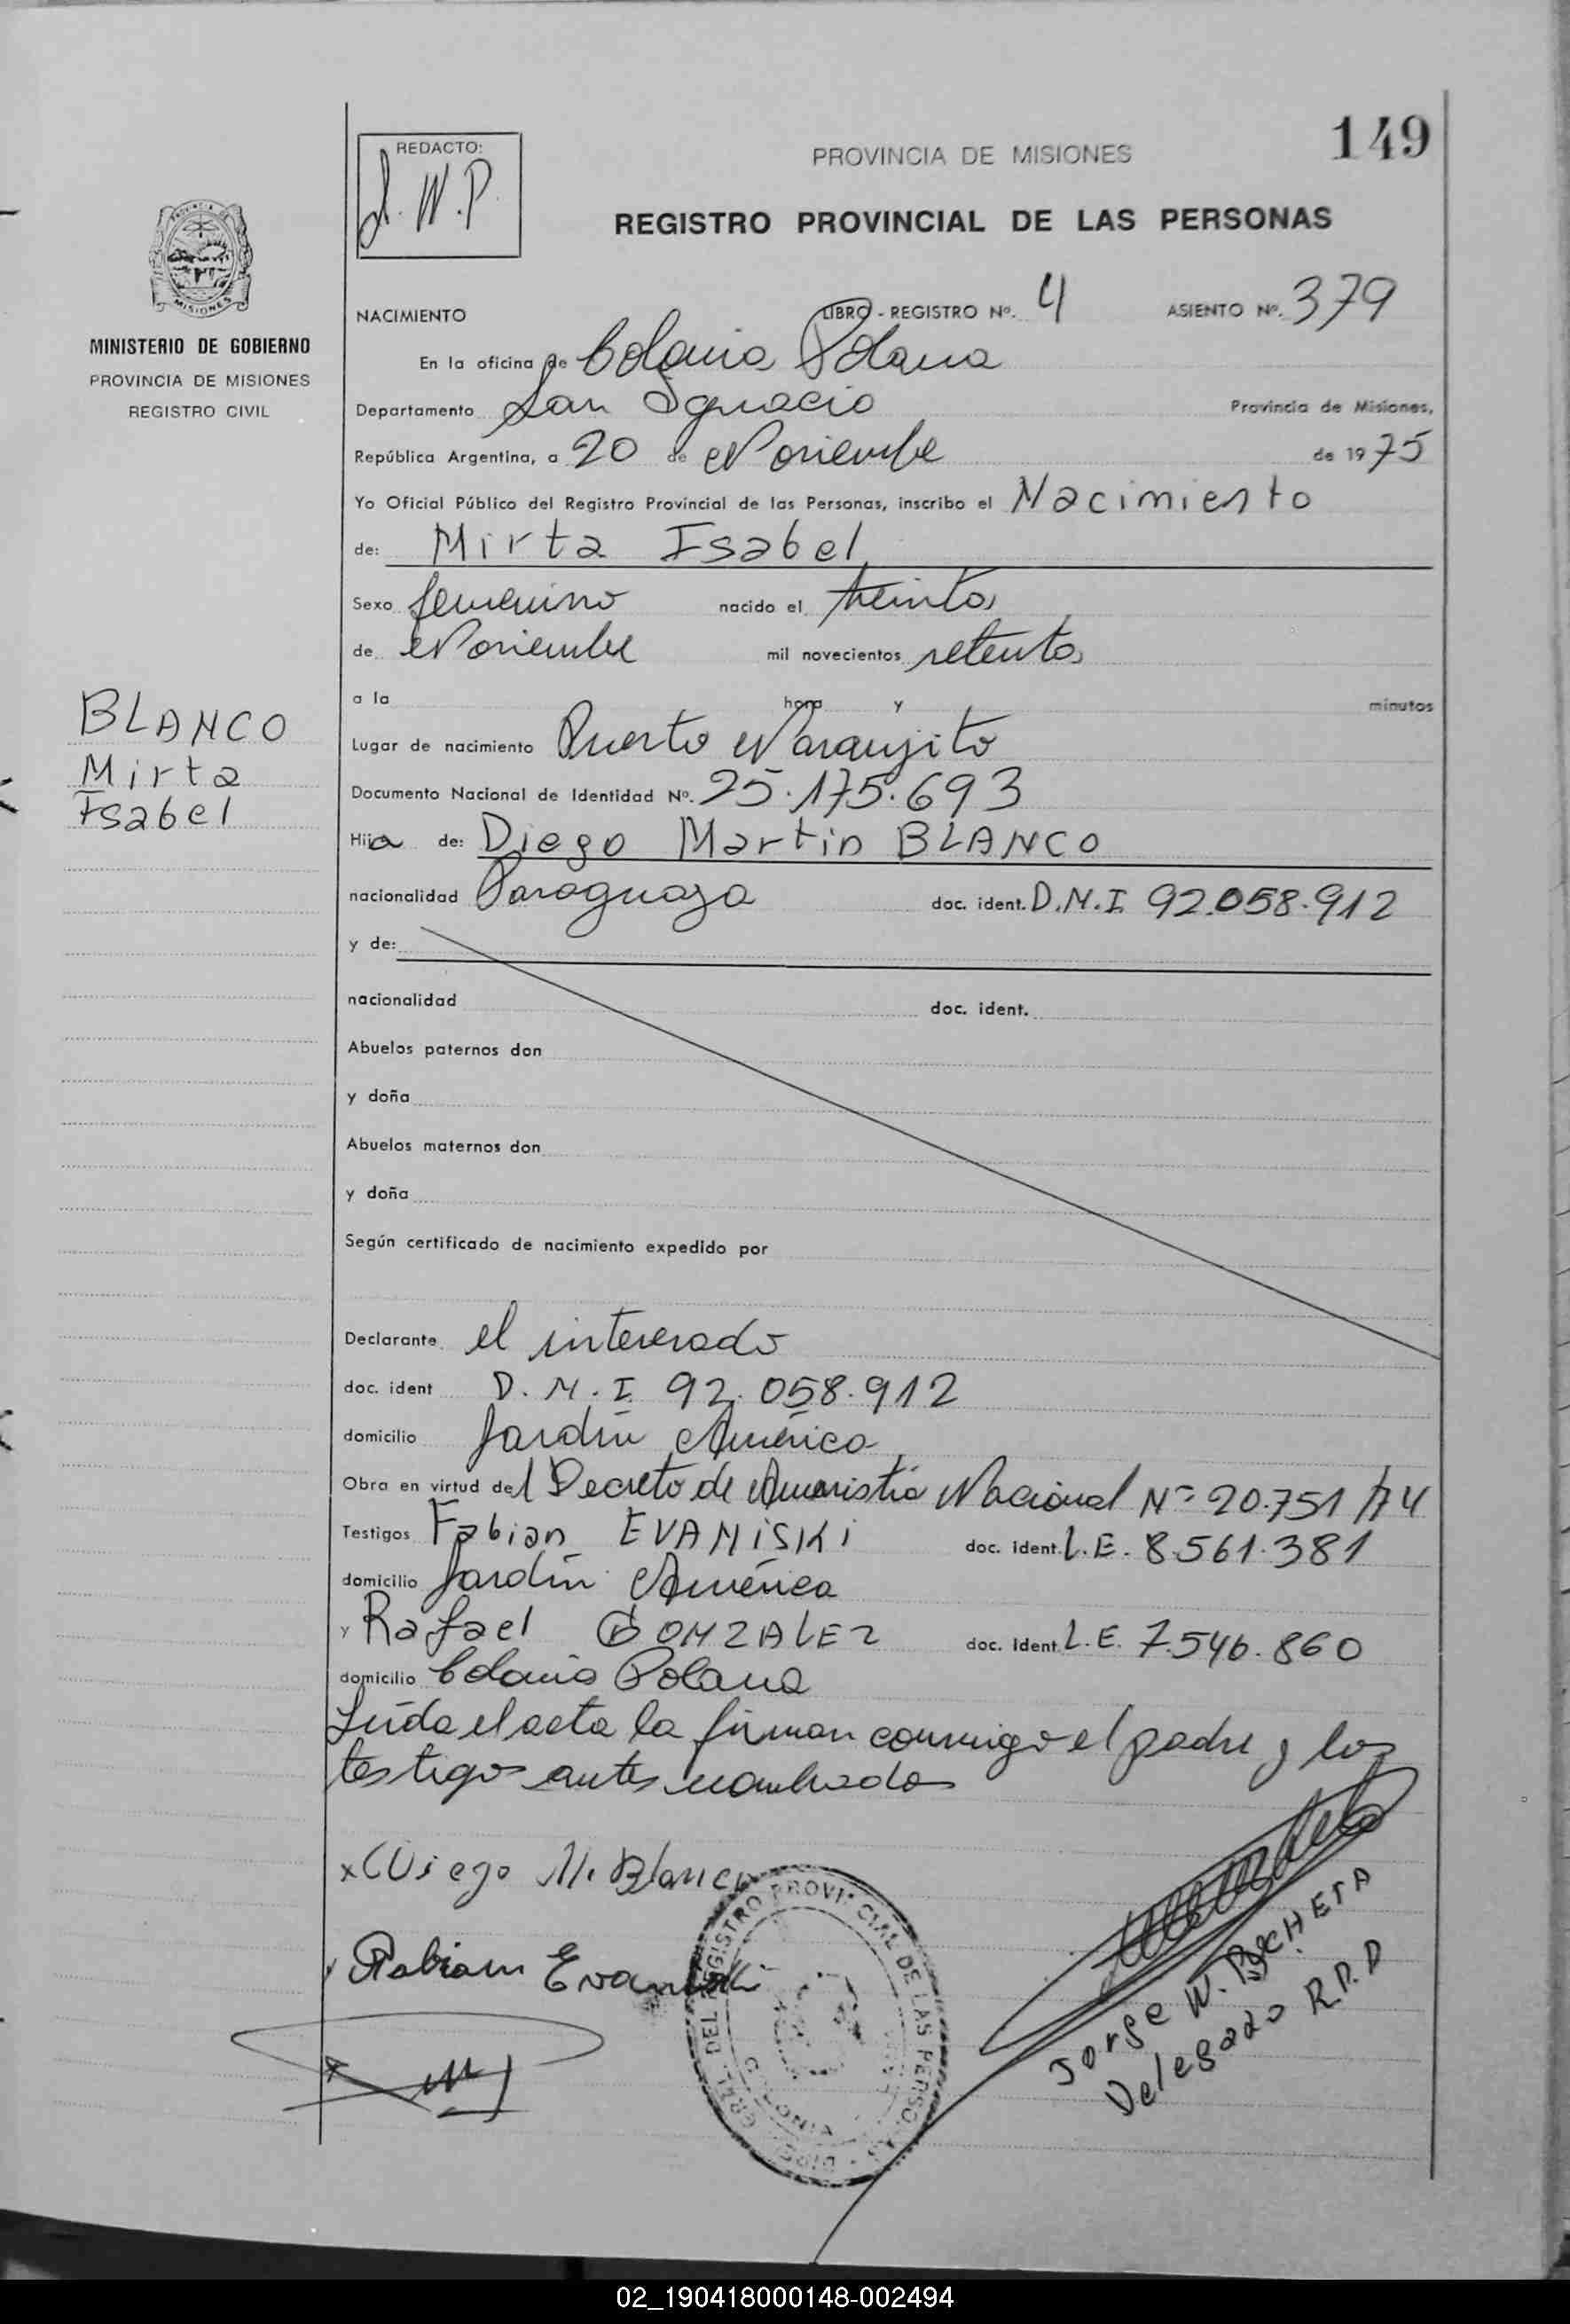 149
REDACTO:
J. W. P.
PROVINCIA DE MISIONES
REGISTRO PROVINCIAL DE LAS PERSONAS
MINISTERIO DE GOBIERNO
PROVINCIA DE MISIONES
REGISTRO CIVIL
NACIMIENTO LIBRO - REGISTRO Nº. 4 ASIENTO Nº. 379
En la oficina de Colonia Polana
Departamento San Ignacio Provincia de Misiones,
República Argentina, a 20 de Noviembe de 1975
Yo Oficial Público del Registro Provincial de las Personas, inscribo el Nacimiento
de: Mirta Isabel
Sexo femenino nacido el treinta
de Noviembre mil novecientos setenta
a la hora y minutos
BLANCO
Mirta
Isabel
Lugar de nacimiento Puerto Naranjito
Documento Nacional de Identidad Nº. 25.175.693
Hija de: Diego Martin BLANCO
nacionalidad Paraguaya doc. ident. D.N.I. 92.058.912
y de:
nacionalidad doc. ident.
Abuelos paternos don
y doña
Abuelos maternos don
y doña
Según certificado de nacimiento expedido por
Declarante el interesado
doc. ident D.N.I. 92.058.912
domicilio Jardín América
Obra en virtud del Decreto de Amnistía Nacional Nº 20.751/74
Testigos Fabian EVANISKI doc. ident. L.E. 8.561.381
domicilio Jardín América
y Rafael GONZALEZ doc. ident. L.E. 7.546.860
domicilio Colonia Polana
Leída el acta la firman conmigo el padre y los
testigos antes nombrados
x Diego M. Blanco
Fabian Evaniski
Jorge W. PACHETA
Delegado R.P.P
DEL REGISTRO PROVINCIAL DE LAS PERSONAS
02_190418000148-002494